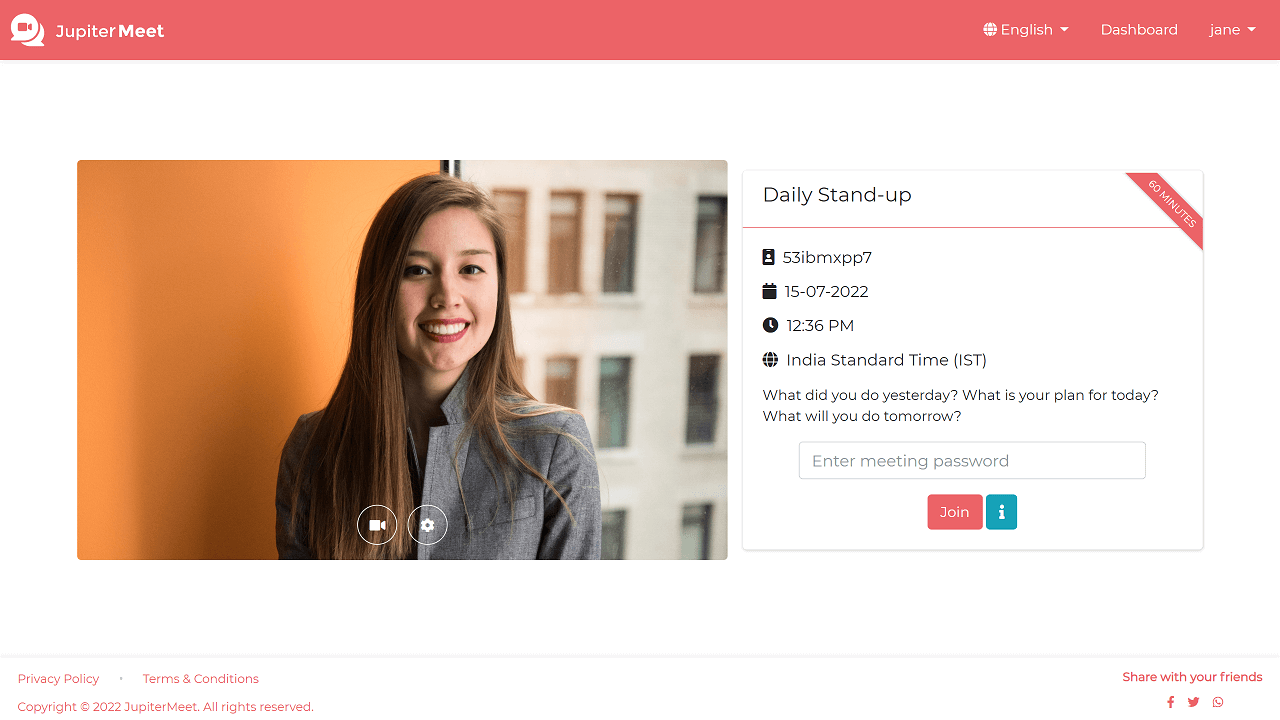 JupiterMeet
English
Dashboard
jane
Daily Stand-up
60 MINUTES
53ibmxpp7
15-07-2022
12:36 PM
India Standard Time (IST)
What did you do yesterday? What is your plan for today?
What will you do tomorrow?
Enter meeting password
Join
Privacy Policy • Terms & Conditions
Share with your friends
Copyright © 2022 JupiterMeet. All rights reserved.